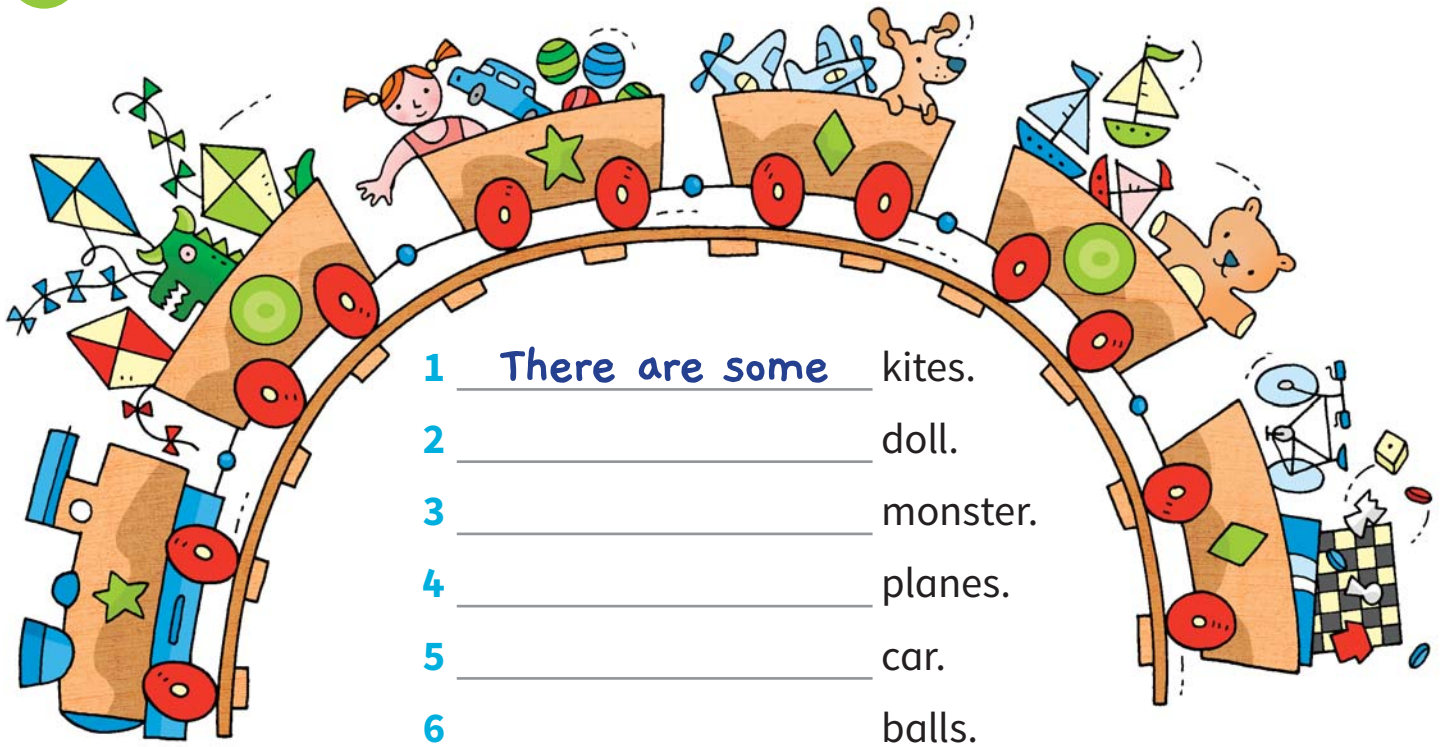 1 There are some kites.
2 doll.
3 monster.
4 planes.
5 car.
6 balls.